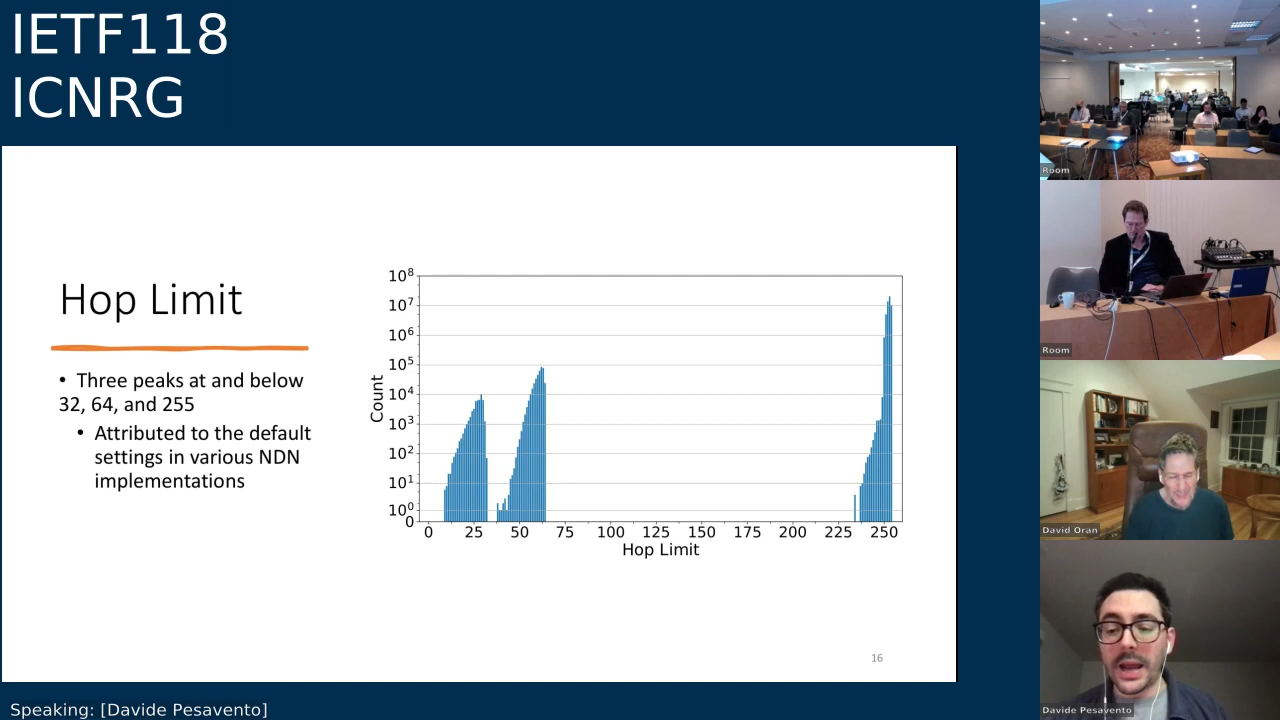 IETF118
ICNRG
Hop Limit
• Three peaks at and below
32, 64, and 255
• Attributed to the default
settings in various NDN
implementations
Count
10⁸
10⁷
10⁶
10⁵
10⁴
10³
10²
10¹
10⁰
0
0 25 50 75 100 125 150 175 200 225 250
Hop Limit
16
Room
Room
David Oran
Davide Pesavento
Speaking: [Davide Pesavento]